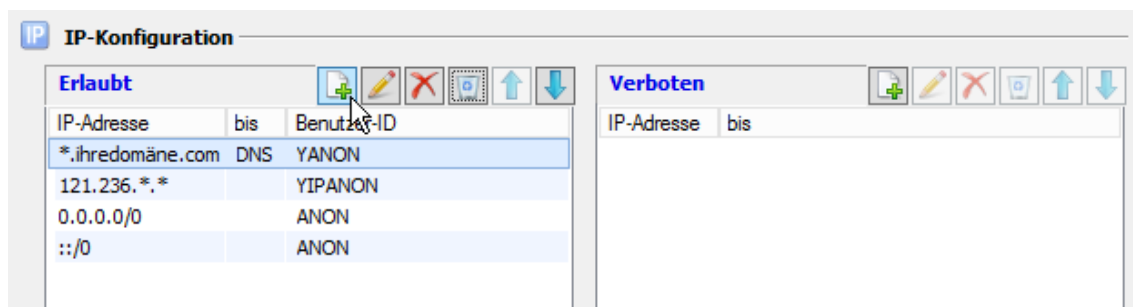 IP IP-Konfiguration
Erlaubt
IP-Adresse bis Benutzer-ID
*.ihredomäne.com DNS YANON
121.236.*.* YIPANON
0.0.0.0/0 ANON
::/0 ANON
Verboten
IP-Adresse bis